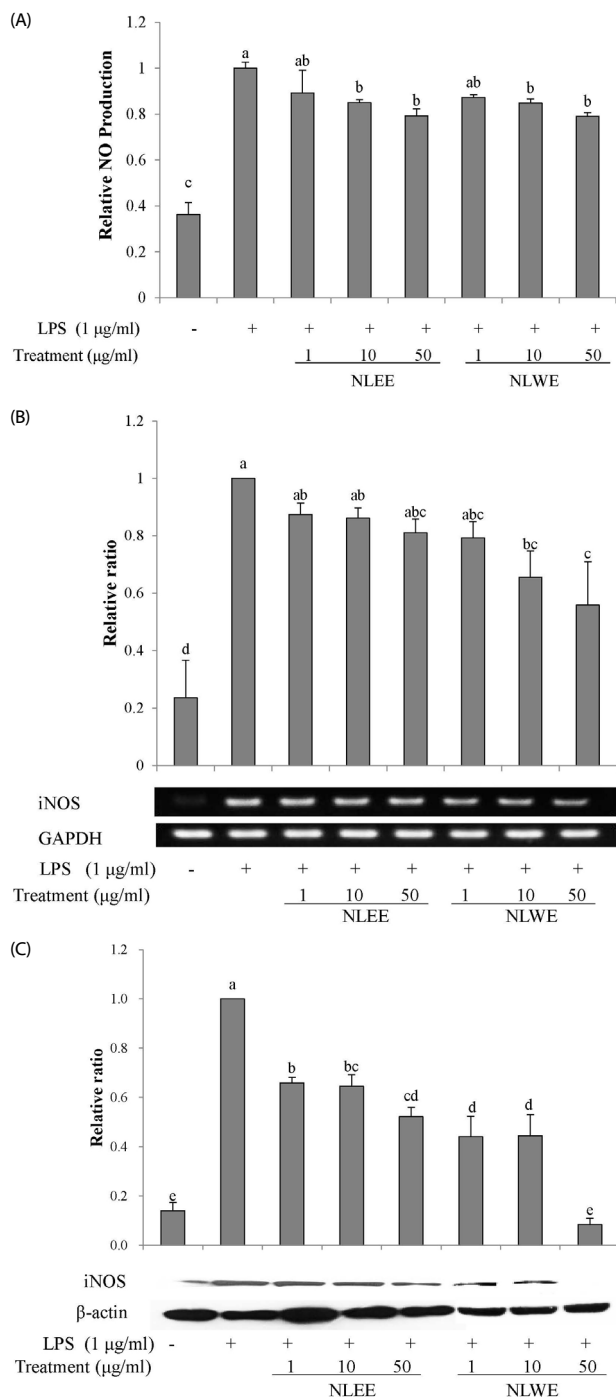 (A)
Relative NO Production
1.2
1
0.8
0.6
0.4
0.2
0
c
a
ab
b
b
ab
b
b
LPS (1 μg/ml) - + + + + + + +
Treatment (μg/ml) 1 10 50 1 10 50
NLEE NLWE
(B)
Relative ratio
1.2
1
0.8
0.6
0.4
0.2
0
d
a
ab
ab
abc
abc
bc
c
iNOS
GAPDH
LPS (1 μg/ml) - + + + + + + +
Treatment (μg/ml) 1 10 50 1 10 50
NLEE NLWE
(C)
Relative ratio
1.2
1.0
0.8
0.6
0.4
0.2
0.0
e
a
b
bc
cd
d
d
e
iNOS
β-actin
LPS (1 μg/ml) - + + + + + + +
Treatment (μg/ml) 1 10 50 1 10 50
NLEE NLWE